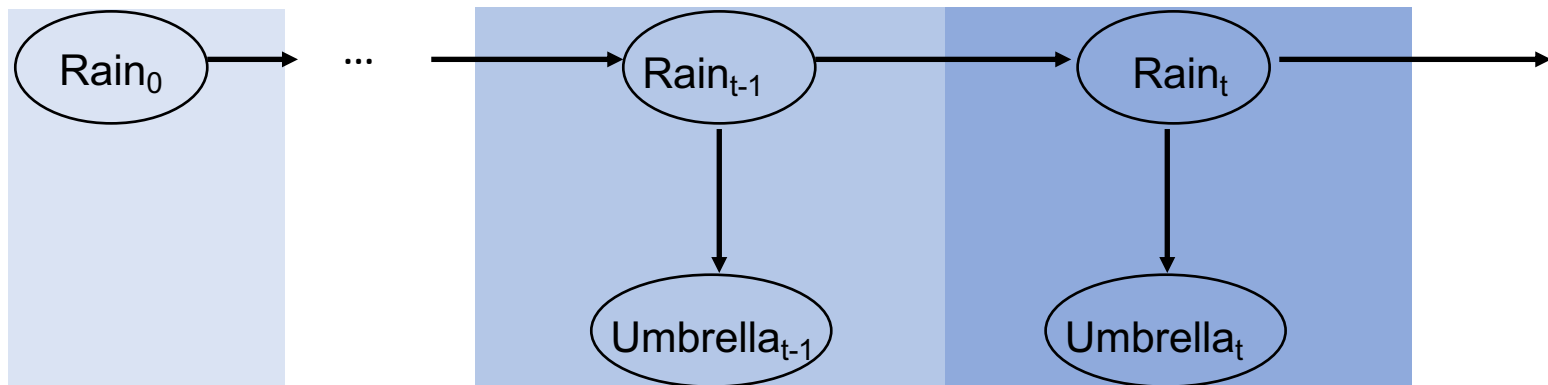 Rain₀ ... Rainₜ₋₁ Rainₜ
Umbrellaₜ₋₁ Umbrellaₜ